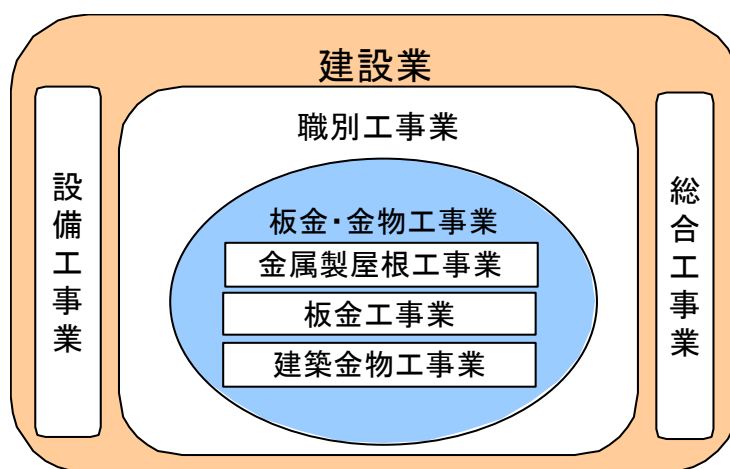 建設業
職別工事業
設備工事業
総合工事業
板金・金物工事業
金属製屋根工事業
板金工事業
建築金物工事業